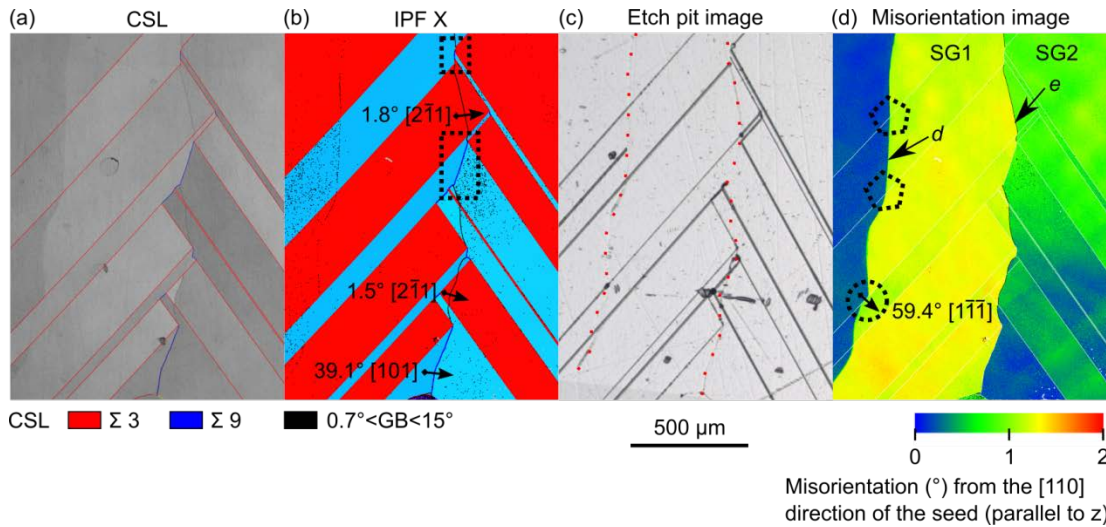 (a) CSL
(b) IPF X
(c) Etch pit image
(d) Misorientation image
1.8° [21̄1]
1.5° [21̄1]
39.1° [101]
SG1 SG2
e
d
59.4° [11̄1̄]
CSL Σ 3 Σ 9 0.7°<GB<15°
500 µm
0 1 2
Misorientation (°) from the [110]
direction of the seed (parallel to z)